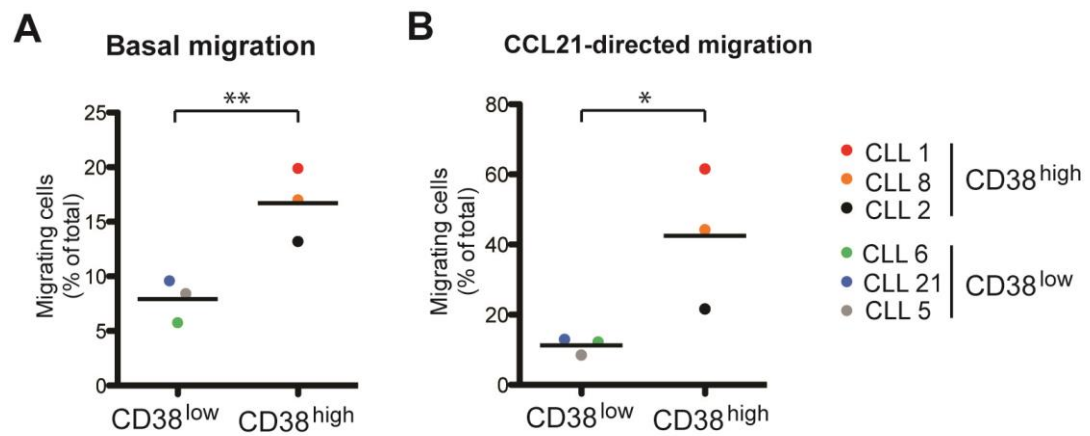 A
Basal migration
**
Migrating cells
(% of total)
25
20
15
10
5
0
CD38low
CD38high
B
CCL21-directed migration
*
Migrating cells
(% of total)
80
60
40
20
0
CD38low
CD38high
CLL 1
CLL 8
CLL 2
CD38high
CLL 6
CLL 21
CLL 5
CD38low